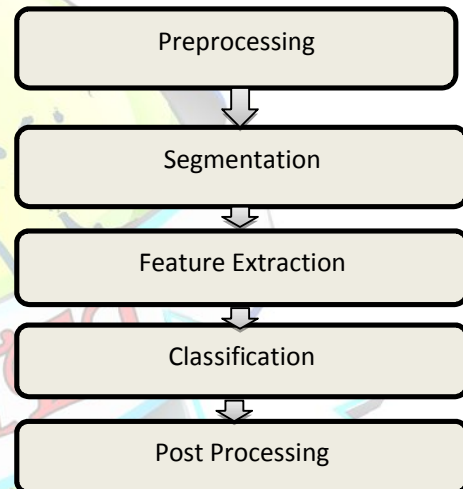 Preprocessing
Segmentation
Feature Extraction
Classification
Post Processing